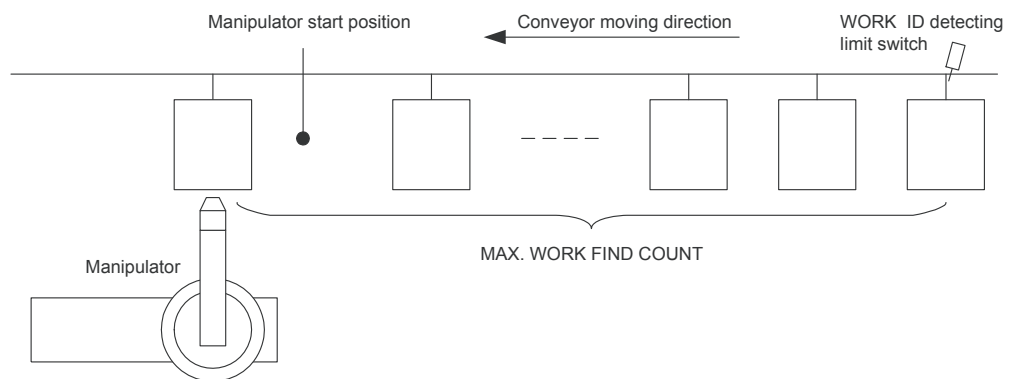 Manipulator start position
Conveyor moving direction
WORK ID detecting
limit switch
MAX. WORK FIND COUNT
Manipulator